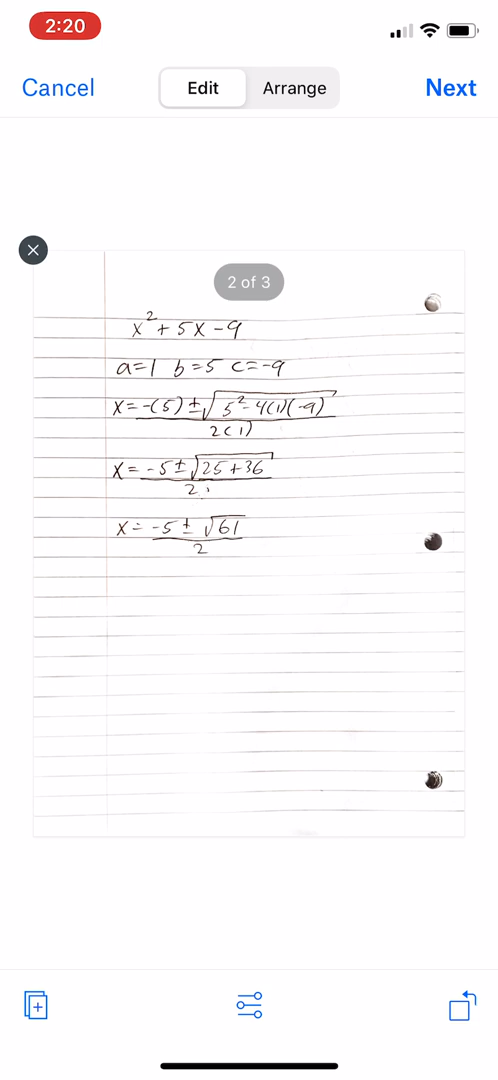 2:20
Cancel Edit Arrange Next
2 of 3
x² + 5x - 9
a=1 b=5 c=-9
x = (-(5) ± √(5² - 4(1)(-9))) / 2(1)
x = (-5 ± √(25+36)) / 2
x = (-5 ± √61) / 2